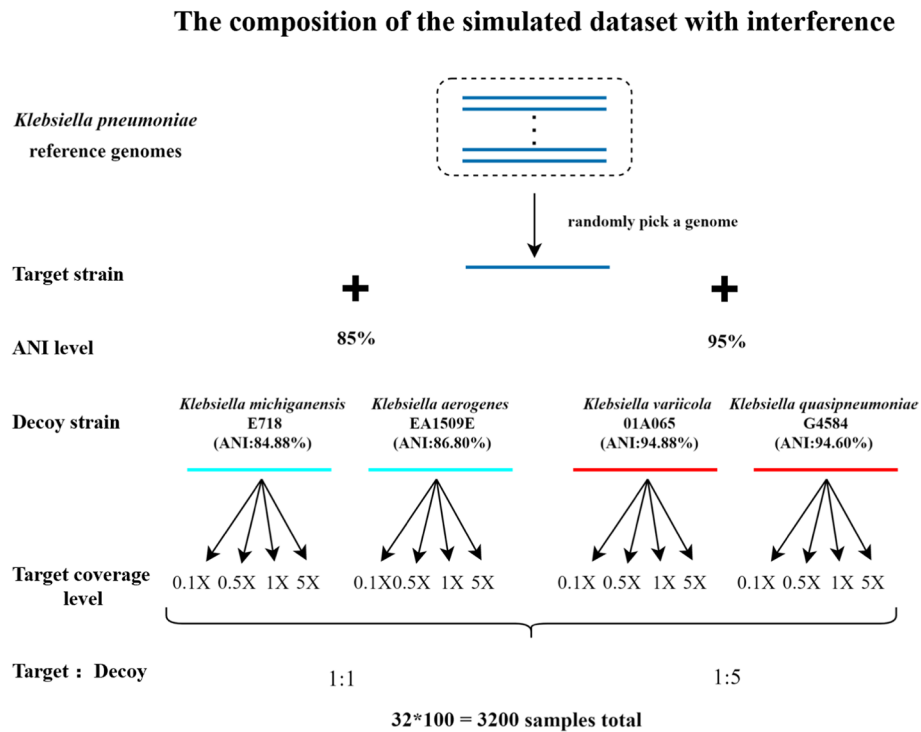 The composition of the simulated dataset with interference
Klebsiella pneumoniae
reference genomes
randomly pick a genome
Target strain
ANI level
85%
95%
Decoy strain
Klebsiella michiganensis
E718
(ANI:84.88%)
Klebsiella aerogenes
EA1509E
(ANI:86.80%)
Klebsiella variicola
01A065
(ANI:94.88%)
Klebsiella quasipneumoniae
G4584
(ANI:94.60%)
Target coverage
level
0.1X 0.5X 1X 5X
0.1X0.5X 1X 5X
0.1X 0.5X 1X 5X
0.1X 0.5X 1X 5X
Target： Decoy
1:1
1:5
32*100 = 3200 samples total